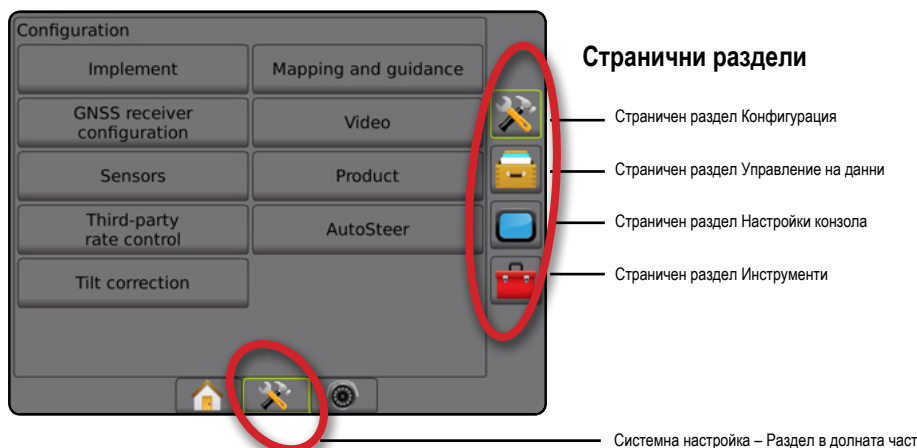 Configuration
Implement
Mapping and guidance
GNSS receiver
configuration
Video
Sensors
Product
Third-party
rate control
AutoSteer
Tilt correction
Странични раздели
Страничен раздел Конфигурация
Страничен раздел Управление на данни
Страничен раздел Настройки конзола
Страничен раздел Инструменти
Системна настройка – Раздел в долната част